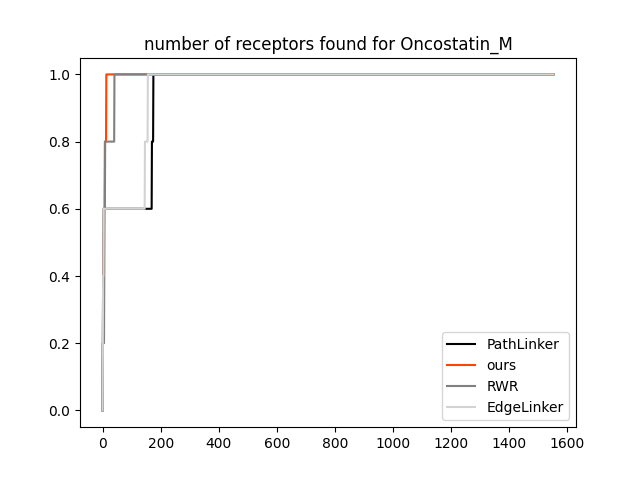 number of receptors found for Oncostatin_M
1.0
0.8
0.6
0.4
0.2
0.0
0 200 400 600 800 1000 1200 1400 1600
PathLinker
ours
RWR
EdgeLinker